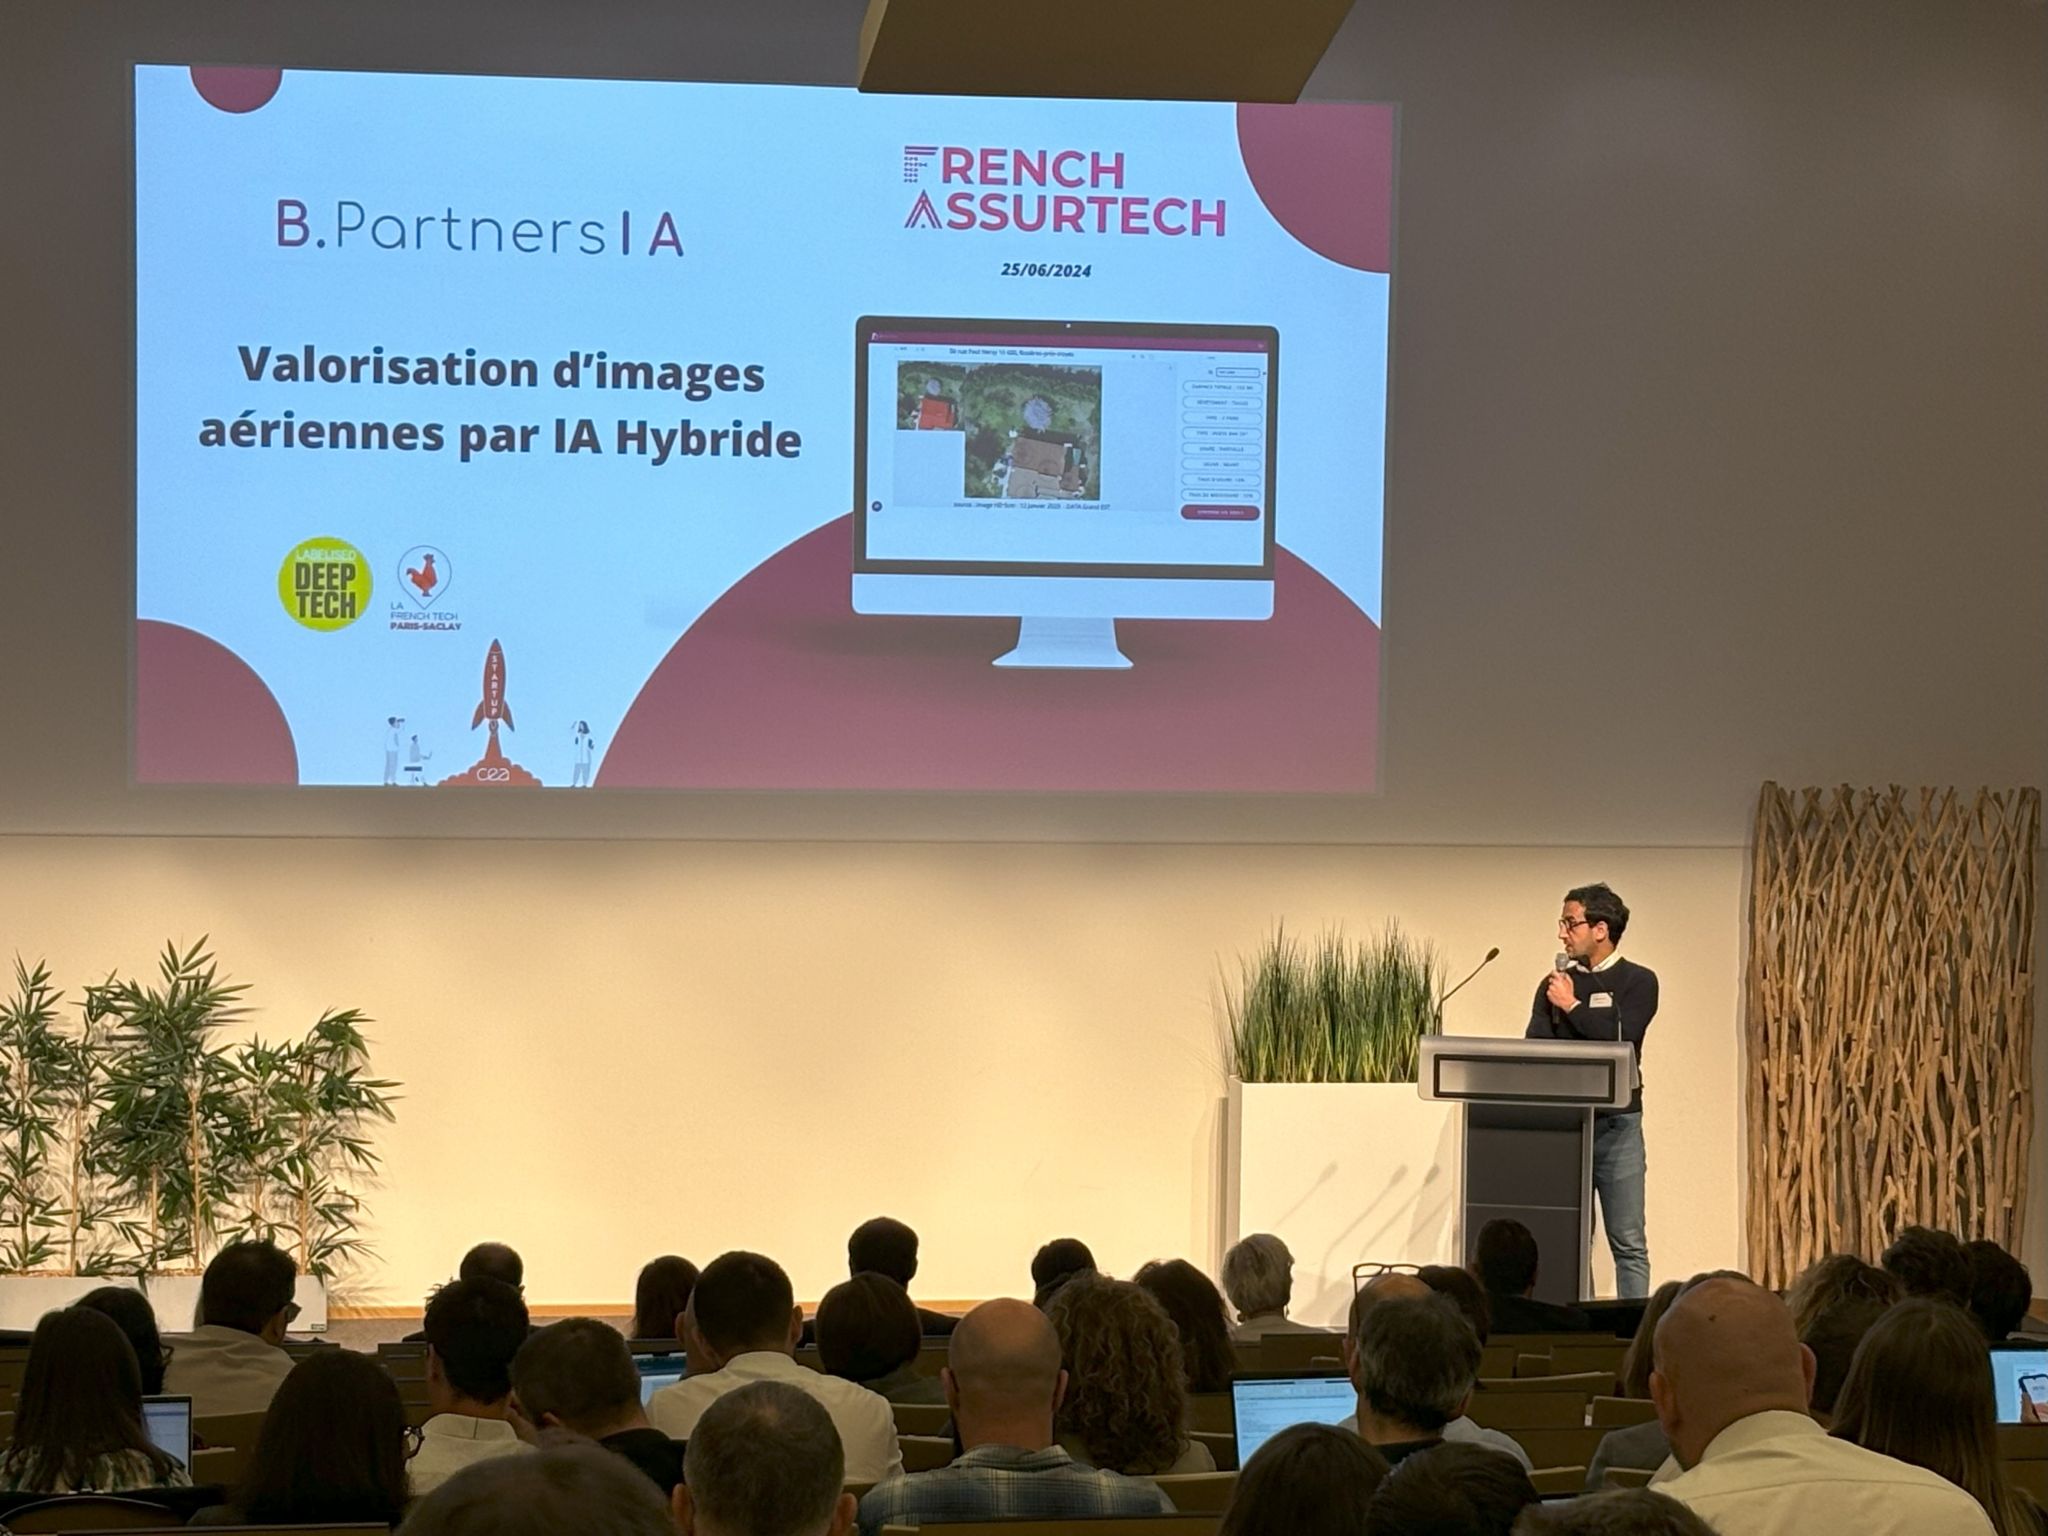 B.PartnersIA
FRENCH
ASSURTECH
25/06/2024
Valorisation d'images
aériennes par IA Hybride
LABELISED
DEEP
TECH
LA
FRENCH TECH
PARIS-SACLAY
STARTUP
cea